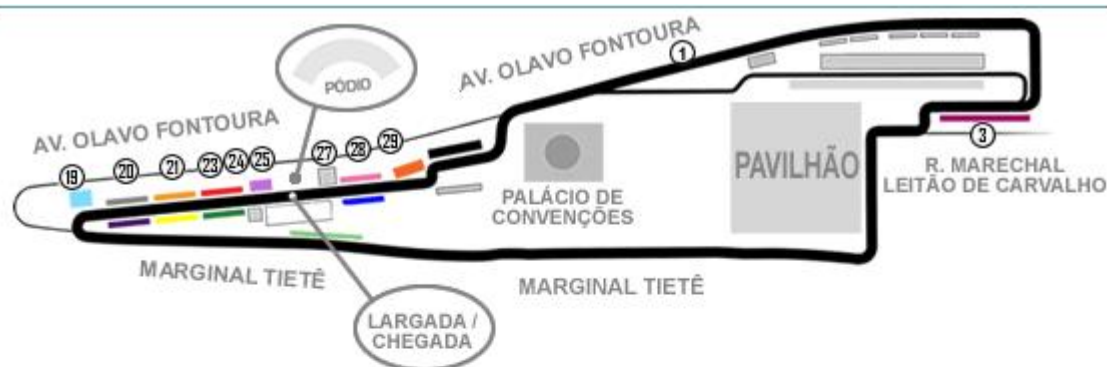 AV. OLAVO FONTOURA
1
PÓDIO
AV. OLAVO FONTOURA
19
20
21
23
24
25
27
28
29
3
PAVILHÃO
R. MARECHAL
LEITÃO DE CARVALHO
PALÁCIO DE
CONVENÇÕES
MARGINAL TIETÊ
MARGINAL TIETÊ
LARGADA /
CHEGADA